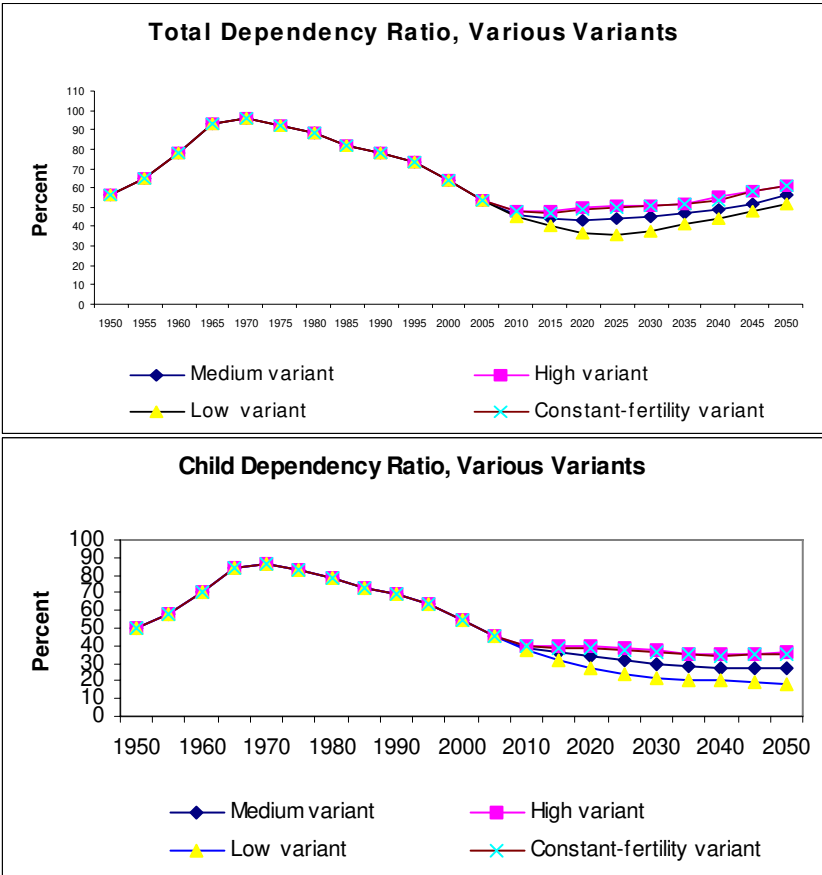 Total Dependency Ratio, Various Variants
Percent
110
100
90
80
70
60
50
40
30
20
10
0
1950 1955 1960 1965 1970 1975 1980 1985 1990 1995 2000 2005 2010 2015 2020 2025 2030 2035 2040 2045 2050
Medium variant High variant
Low variant Constant-fertility variant
Child Dependency Ratio, Various Variants
Percent
100
90
80
70
60
50
40
30
20
10
0
1950 1960 1970 1980 1990 2000 2010 2020 2030 2040 2050
Medium variant High variant
Low variant Constant-fertility variant